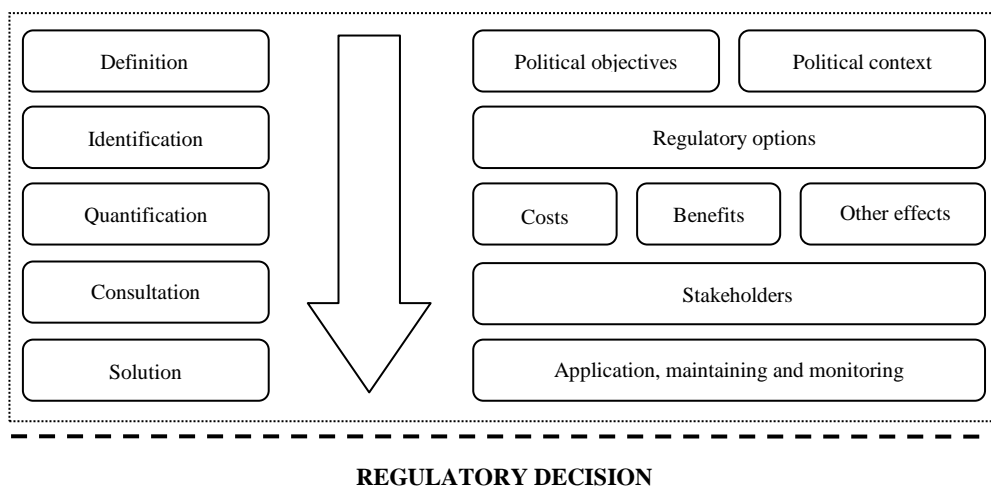 Definition
Political objectives
Political context
Identification
Regulatory options
Quantification
Costs
Benefits
Other effects
Consultation
Stakeholders
Solution
Application, maintaining and monitoring
REGULATORY DECISION